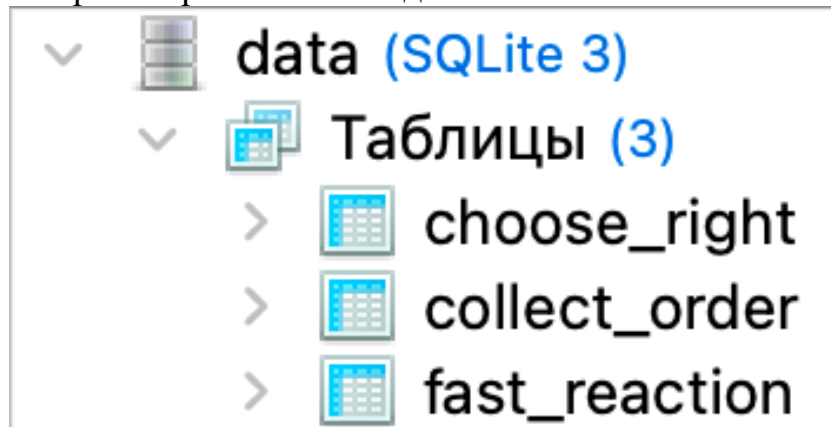 data (SQLite 3)
Таблицы (3)
choose_right
collect_order
fast_reaction